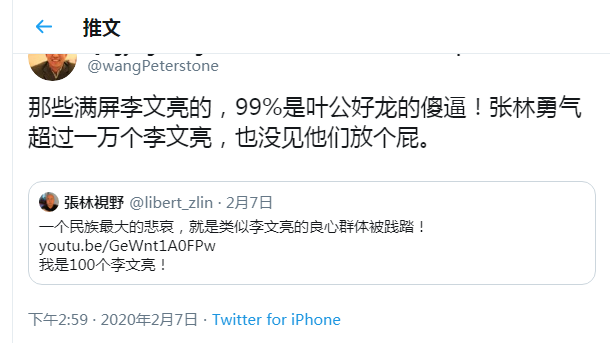 推文
@wangPeterstone
那些满屏李文亮的，99%是叶公好龙的傻逼！张林勇气
超过一万个李文亮，也没见他们放个屁。
張林視野 @libert_zlin · 2月7日
一个民族最大的悲哀，就是类似李文亮的良心群体被践踏！
youtu.be/GeWnt1A0FPw
我是100个李文亮！
下午2:59 · 2020年2月7日 · Twitter for iPhone